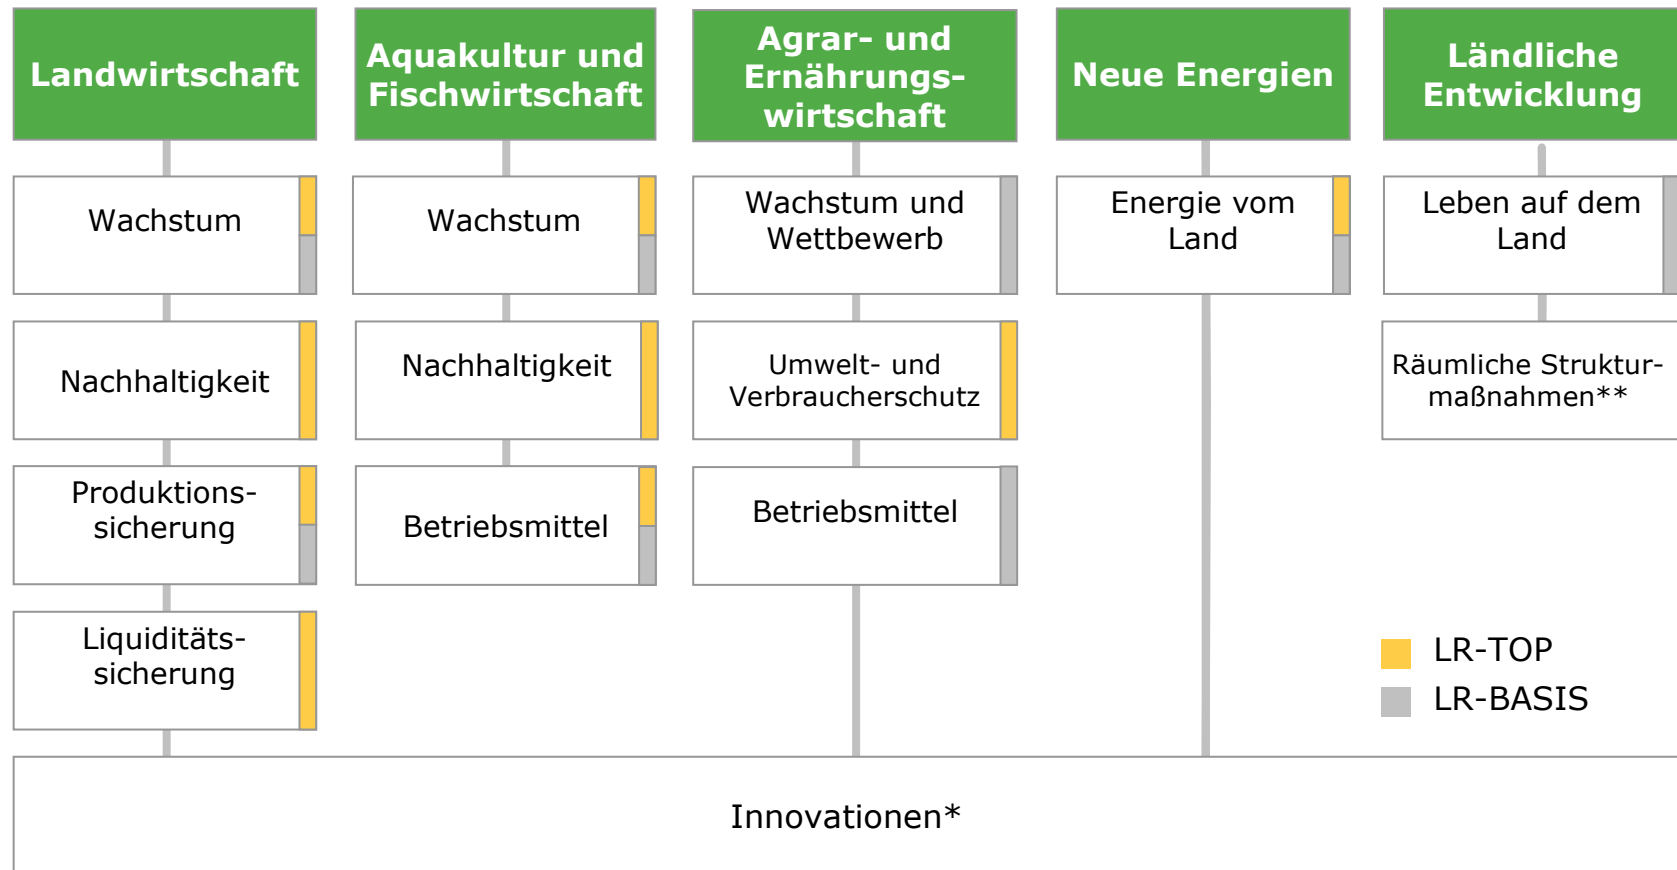 Landwirtschaft
Aquakultur und
Fischwirtschaft
Agrar- und
Ernährungs-
wirtschaft
Neue Energien
Ländliche
Entwicklung
Wachstum
Wachstum
Wachstum und
Wettbewerb
Energie vom
Land
Leben auf dem
Land
Nachhaltigkeit
Nachhaltigkeit
Umwelt- und
Verbraucherschutz
Räumliche Struktur-
maßnahmen**
Produktions-
sicherung
Betriebsmittel
Betriebsmittel
Liquiditäts-
sicherung
LR-TOP
LR-BASIS
Innovationen*